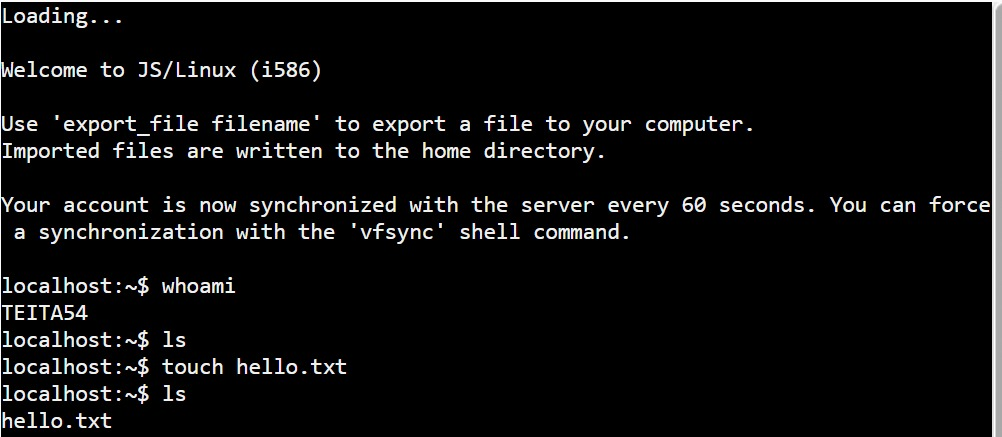 Loading...
Welcome to JS/Linux (i586)
Use 'export_file filename' to export a file to your computer.
Imported files are written to the home directory.
Your account is now synchronized with the server every 60 seconds. You can force
a synchronization with the 'vfsync' shell command.
localhost:~$ whoami
TEITA54
localhost:~$ ls
localhost:~$ touch hello.txt
localhost:~$ ls
hello.txt